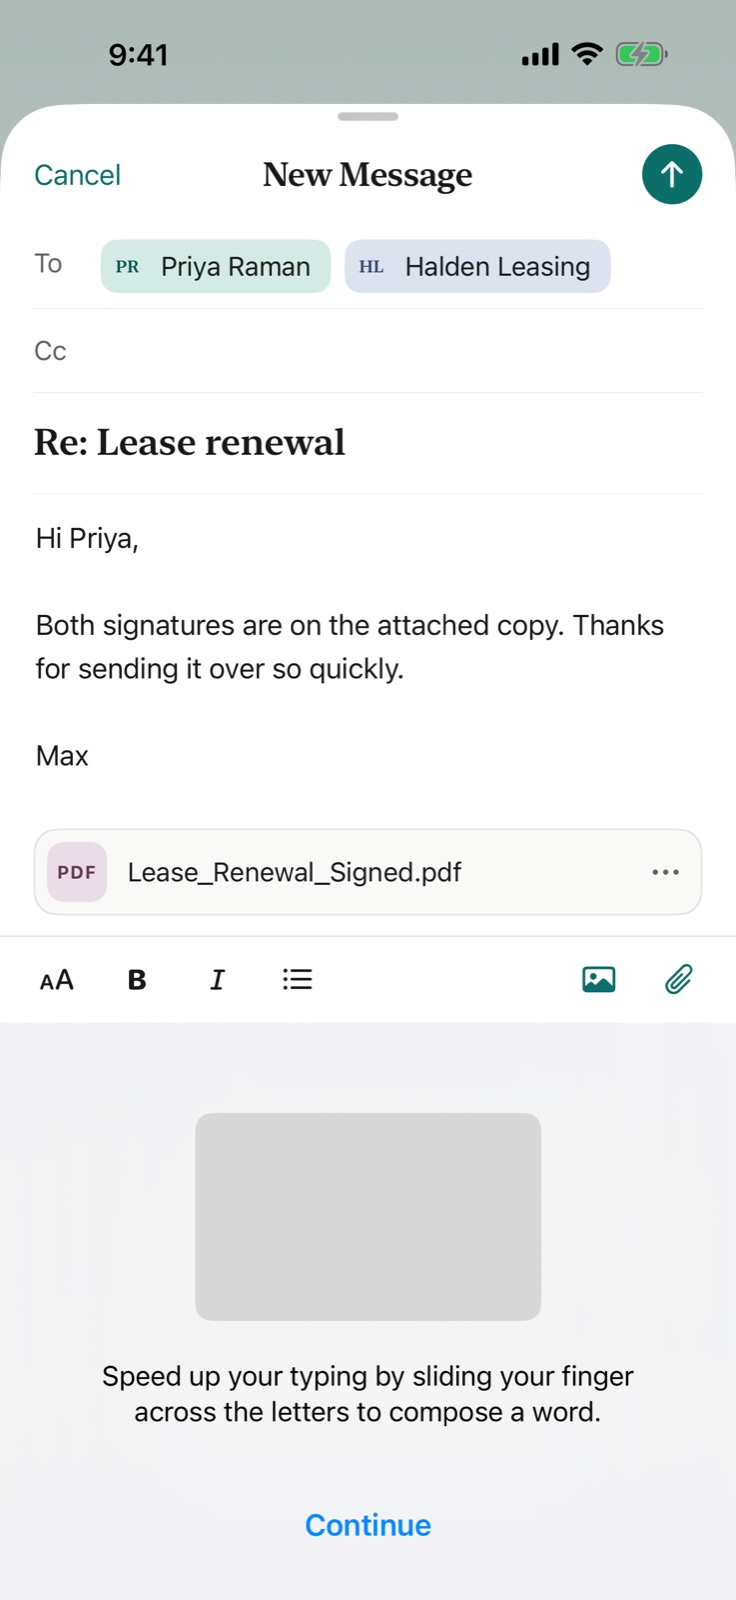 9:41
Cancel
New Message
To
PR Priya Raman
HL Halden Leasing
Cc
Re: Lease renewal
Hi Priya,
Both signatures are on the attached copy. Thanks
for sending it over so quickly.
Max
PDF Lease_Renewal_Signed.pdf
AA B I
Speed up your typing by sliding your finger
across the letters to compose a word.
Continue